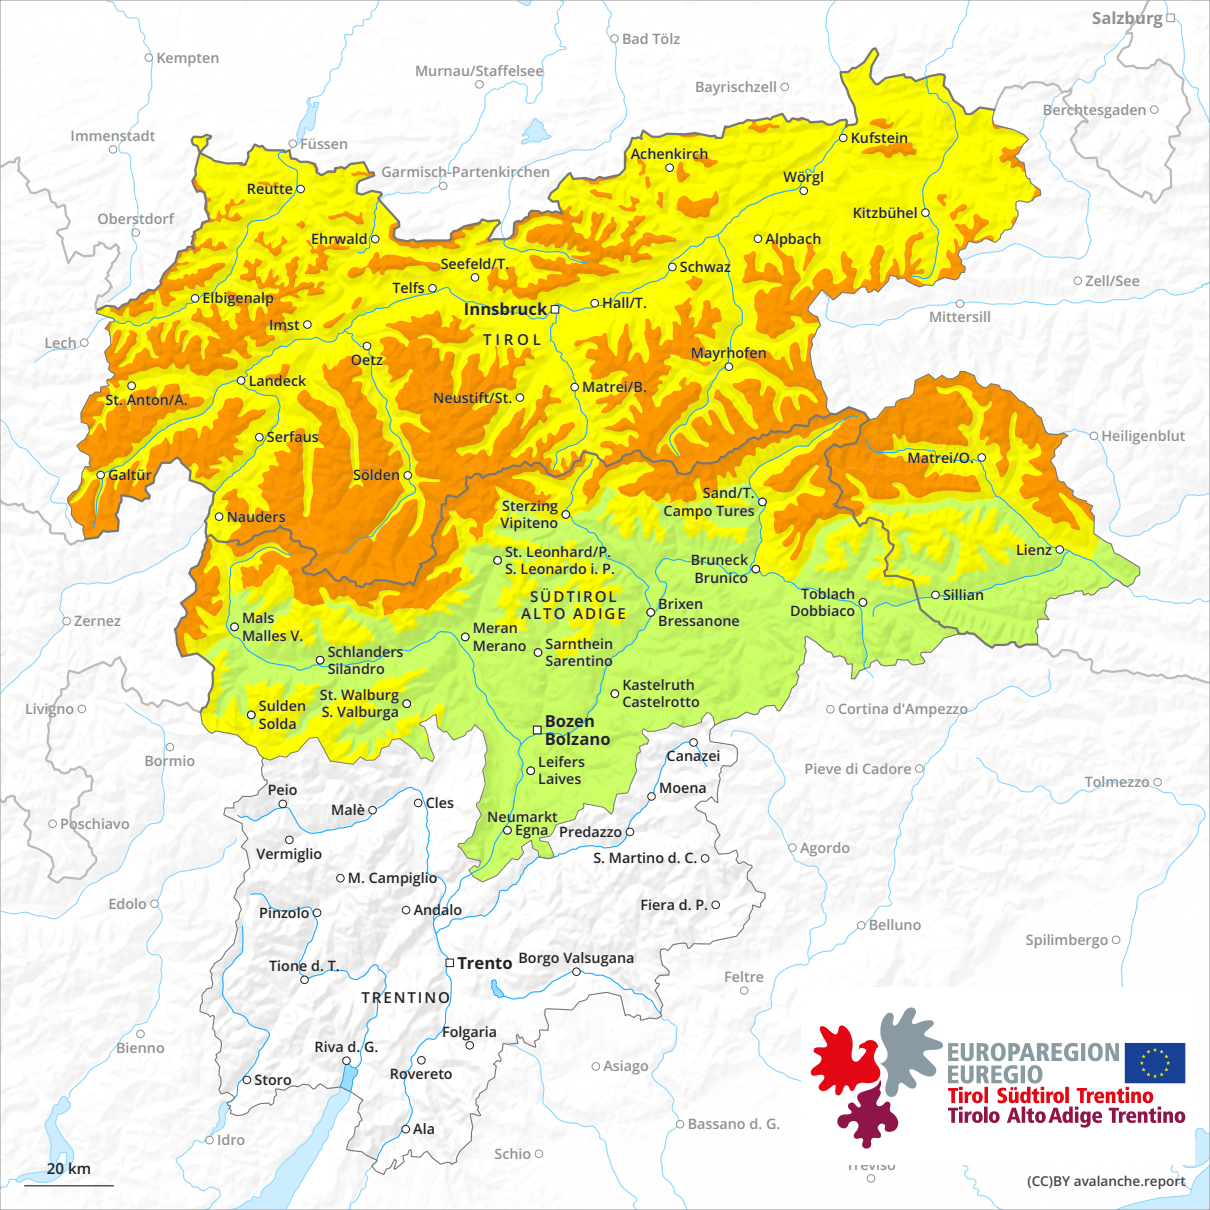 Salzburg
Bad Tölz
Kempten
Murnau/Staffelsee
Bayrischzell
Berchtesgaden
Immenstadt
Füssen
Kufstein
Achenkirch
Garmisch-Partenkirchen
Wörgl
Reutte
Oberstdorf
Kitzbühel
Ehrwald
Alpbach
Seefeld/T.
Schwaz
Zell/See
Telfs
Elbigenalp
Hall/T.
Innsbruck
Mittersill
Imst
TIROL
Lech
Mayrhofen
Oetz
Landeck
Matrei/B.
St. Anton/A.
Neustift/St.
Serfaus
Heiligenblut
Matrei/O.
Galtür
Sölden
Sand/T.
Campo Tures
Sterzing
Vipiteno
Nauders
St. Leonhard/P.
S. Leonardo i. P.
Lienz
Bruneck
Brunico
SÜDTIROL
ALTO ADIGE
Toblach
Dobbiaco
Sillian
Brixen
Bressanone
Zernez
Mals
Malles V.
Meran
Merano
Sarnthein
Sarentino
Schlanders
Silandro
Kastelruth
Castelrotto
St. Walburg
S. Valburga
Sulden
Solda
Livigno
Cortina d'Ampezzo
Bozen
Bolzano
Canazei
Bormio
Leifers
Laives
Pieve di Cadore
Tolmezzo
Peio
Moena
Malè
Cles
Neumarkt
Egna
Predazzo
Poschiavo
Vermiglio
Agordo
S. Martino d. C.
M. Campiglio
Edolo
Pinzolo
Andalo
Fiera d. P.
Belluno
Spilimbergo
Trento
Borgo Valsugana
Tione d. T.
Feltre
TRENTINO
Folgaria
Bienno
Riva d. G.
Rovereto
Asiago
Storo
EUROPAREGION
EUREGIO
Tirol Südtirol Trentino
Tirolo Alto Adige Trentino
Ala
Bassano d. G.
Idro
Schio
Treviso
20 km
(CC)BY avalanche.report